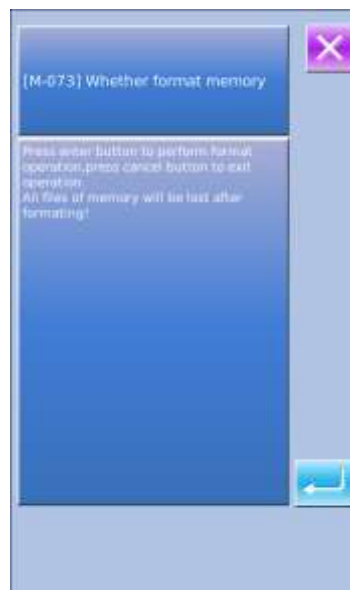 [M-073] Whether format memory
Press enter button to perform format
operation,press cancel button to exit
operation
All files of memory will be lost after
formating!